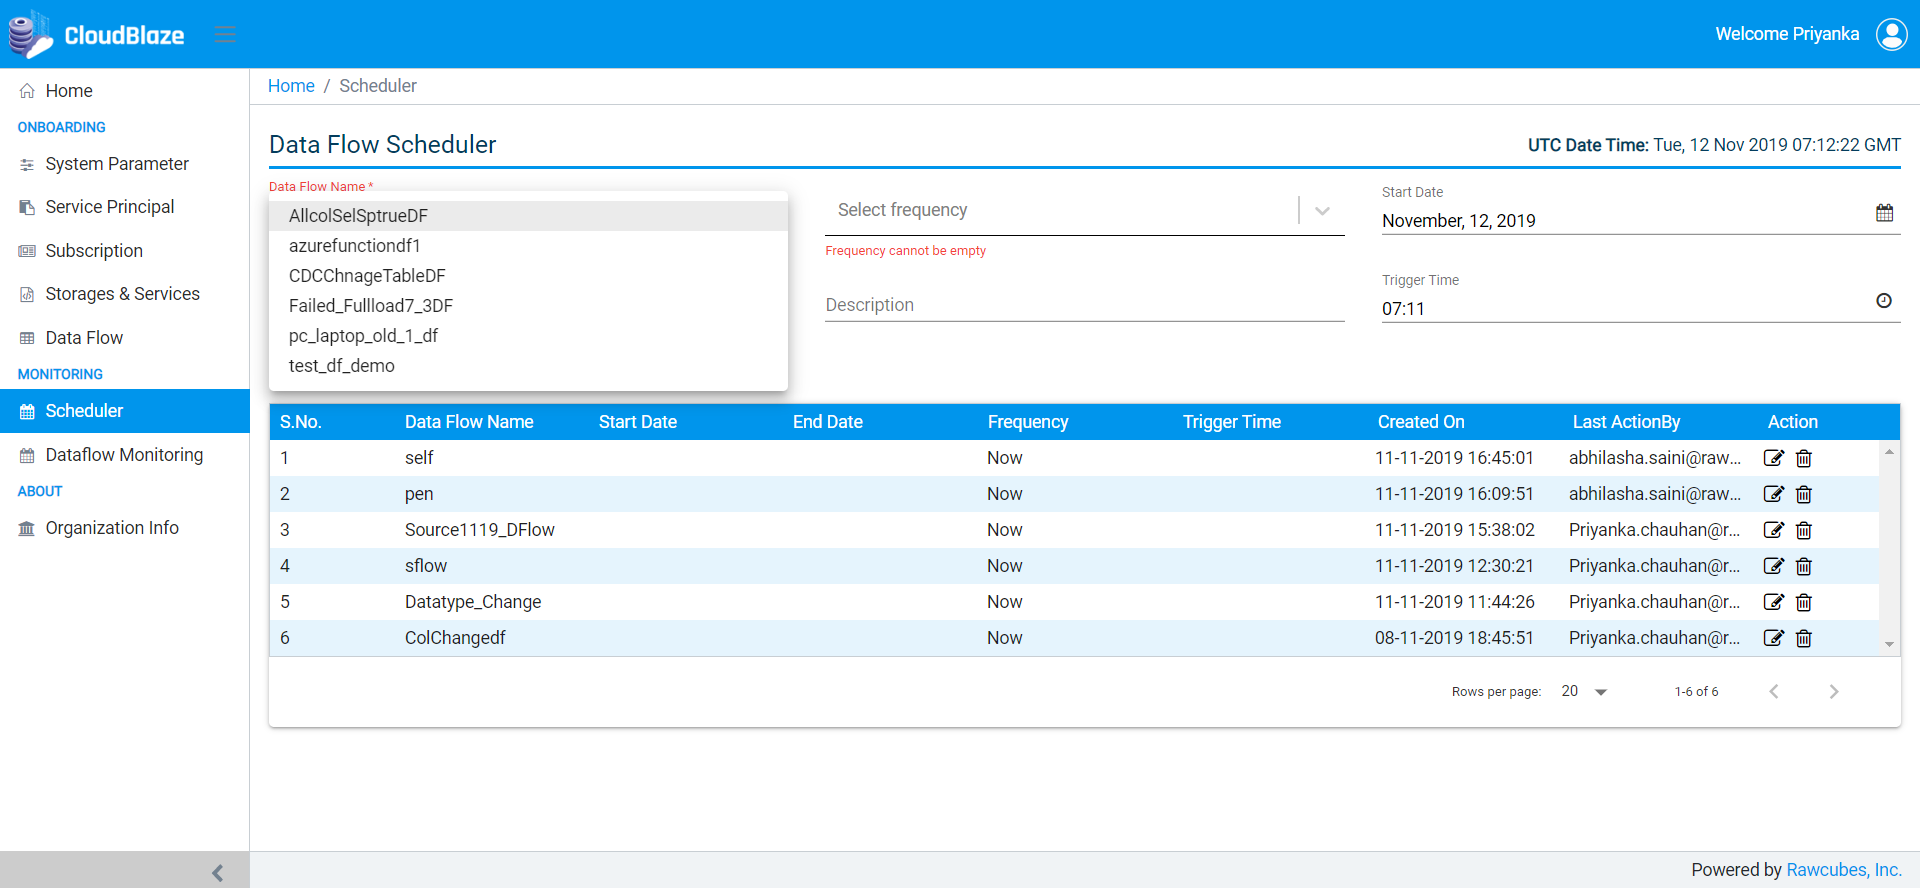 CloudBlaze
Welcome Priyanka
Home
ONBOARDING
System Parameter
Service Principal
Subscription
Storages & Services
Data Flow
MONITORING
Scheduler
Dataflow Monitoring
ABOUT
Organization Info
Home / Scheduler
Data Flow Scheduler
UTC Date Time: Tue, 12 Nov 2019 07:12:22 GMT
Data Flow Name *
AllcolSelSptrueDF
azurefunctiondf1
CDCChnageTableDF
Failed_Fullload7_3DF
pc_laptop_old_1_df
test_df_demo
Select frequency
Frequency cannot be empty
Description
Start Date
November, 12, 2019
Trigger Time
07:11
S.No. Data Flow Name Start Date End Date Frequency Trigger Time Created On Last ActionBy Action
1 self Now 11-11-2019 16:45:01 abhilasha.saini@raw...
2 pen Now 11-11-2019 16:09:51 abhilasha.saini@raw...
3 Source1119_DFlow Now 11-11-2019 15:38:02 Priyanka.chauhan@r...
4 sflow Now 11-11-2019 12:30:21 Priyanka.chauhan@r...
5 Datatype_Change Now 11-11-2019 11:44:26 Priyanka.chauhan@r...
6 ColChangedf Now 08-11-2019 18:45:51 Priyanka.chauhan@r...
Rows per page: 20 1-6 of 6
Powered by Rawcubes, Inc.